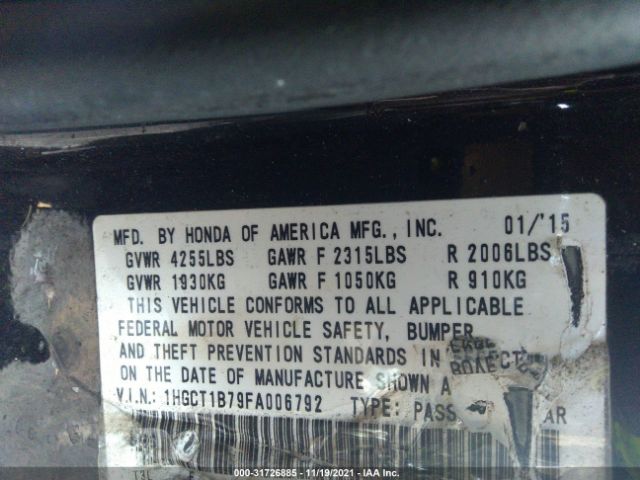 MFD. BY HONDA OF AMERICA MFG., INC. 01/'15
GVWR 4255LBS GAWR F 2315LBS R 2006LBS
GVWR 1930KG GAWR F 1050KG R 910KG
THIS VEHICLE CONFORMS TO ALL APPLICABLE
FEDERAL MOTOR VEHICLE SAFETY, BUMPER
AND THEFT PREVENTION STANDARDS IN
ON THE DATE OF MANUFACTURE SHOWN A
V.I.N.: 1HGCT1B79FA006792 TYPE: PASS AR
000-31726885 - 11/19/2021 - IAA Inc.